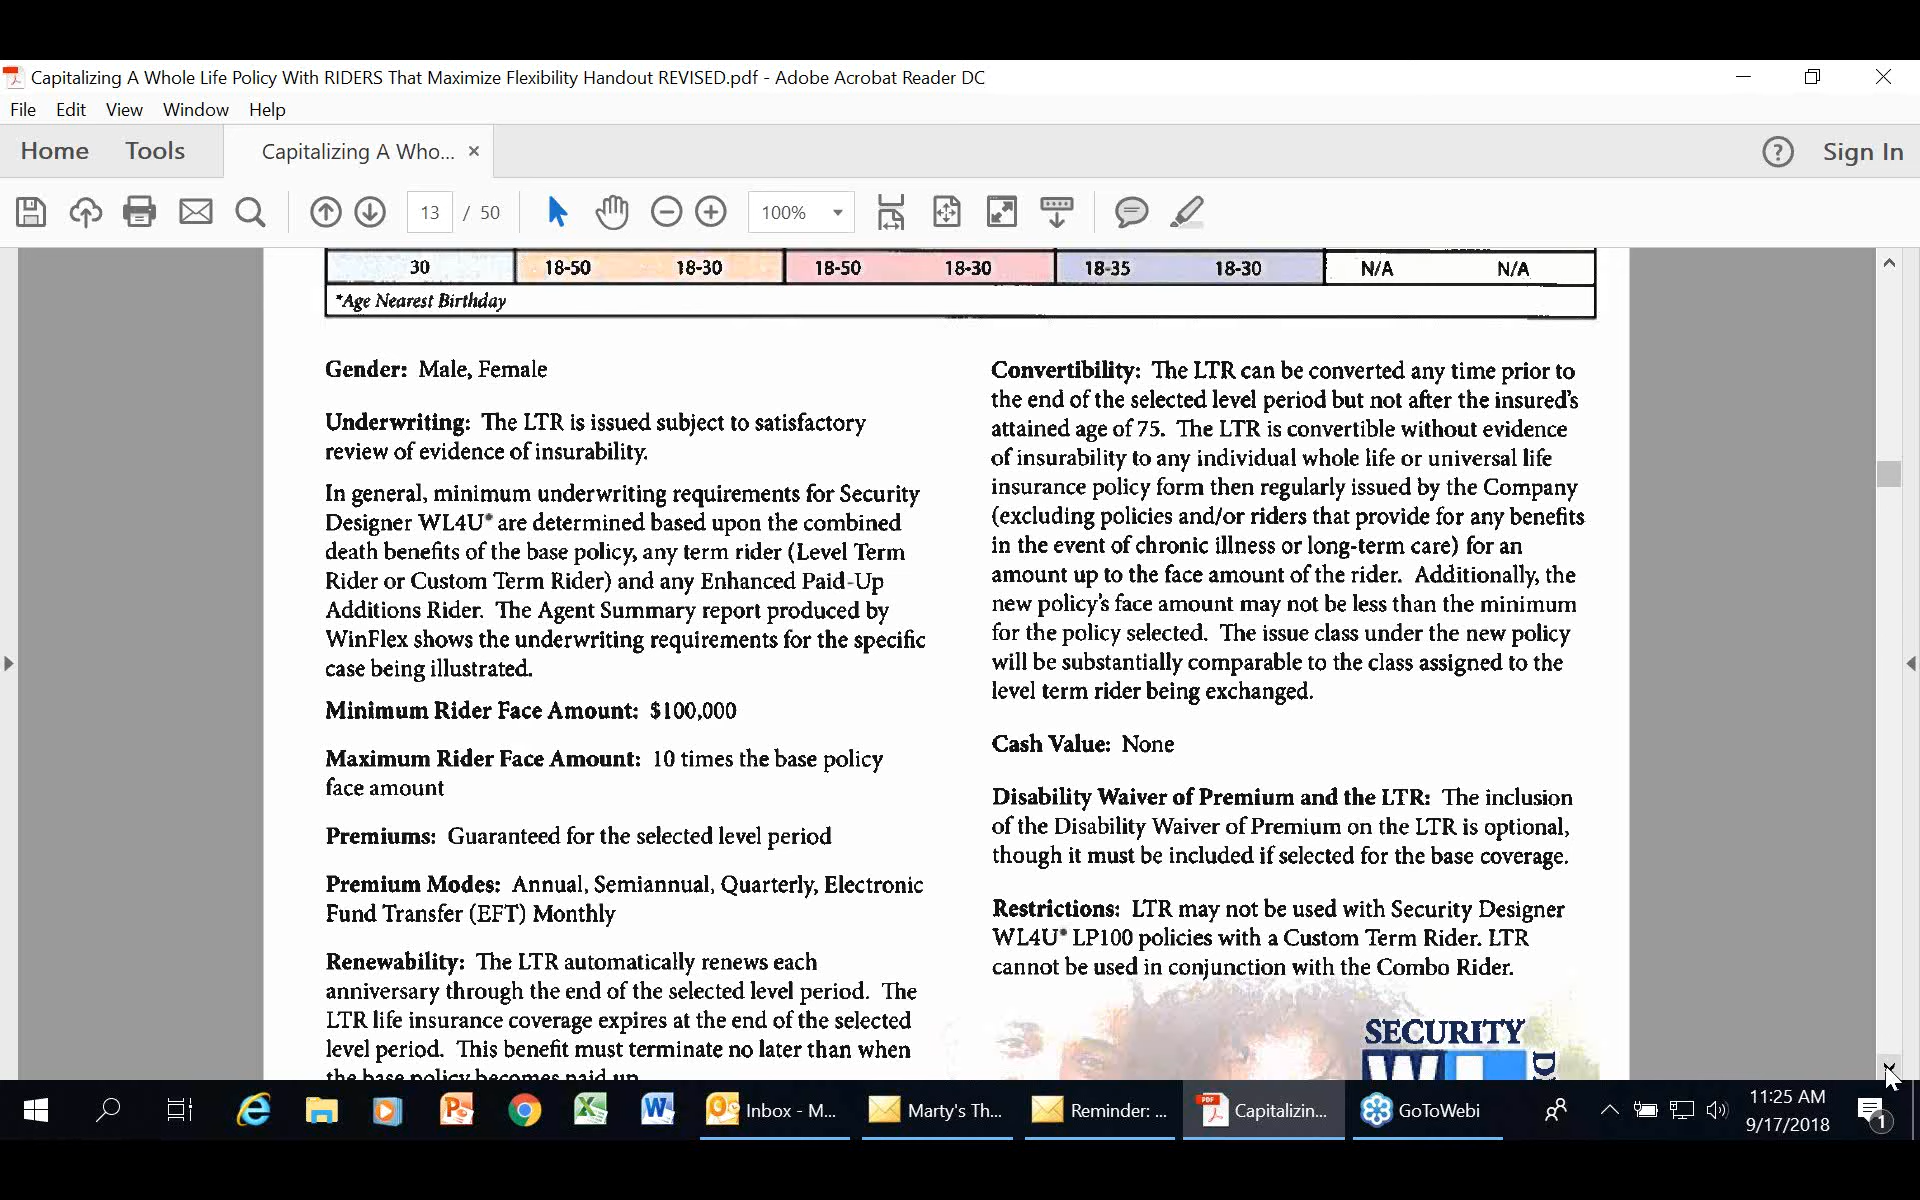 Capitalizing A Whole Life Policy With RIDERS That Maximize Flexibility Handout REVISED.pdf - Adobe Acrobat Reader DC
File Edit View Window Help
Home Tools Capitalizing A Who... × ? Sign In
13 / 50 100%
30 18-50 18-30 18-50 18-30 18-35 18-30 N/A N/A
*Age Nearest Birthday
Gender: Male, Female
Underwriting: The LTR is issued subject to satisfactory
review of evidence of insurability.
In general, minimum underwriting requirements for Security
Designer WL4U® are determined based upon the combined
death benefits of the base policy, any term rider (Level Term
Rider or Custom Term Rider) and any Enhanced Paid-Up
Additions Rider. The Agent Summary report produced by
WinFlex shows the underwriting requirements for the specific
case being illustrated.
Minimum Rider Face Amount: $100,000
Maximum Rider Face Amount: 10 times the base policy
face amount
Premiums: Guaranteed for the selected level period
Premium Modes: Annual, Semiannual, Quarterly, Electronic
Fund Transfer (EFT) Monthly
Renewability: The LTR automatically renews each
anniversary through the end of the selected level period. The
LTR life insurance coverage expires at the end of the selected
level period. This benefit must terminate no later than when
the base policy becomes paid up
Convertibility: The LTR can be converted any time prior to
the end of the selected level period but not after the insured's
attained age of 75. The LTR is convertible without evidence
of insurability to any individual whole life or universal life
insurance policy form then regularly issued by the Company
(excluding policies and/or riders that provide for any benefits
in the event of chronic illness or long-term care) for an
amount up to the face amount of the rider. Additionally, the
new policy's face amount may not be less than the minimum
for the policy selected. The issue class under the new policy
will be substantially comparable to the class assigned to the
level term rider being exchanged.
Cash Value: None
Disability Waiver of Premium and the LTR: The inclusion
of the Disability Waiver of Premium on the LTR is optional,
though it must be included if selected for the base coverage.
Restrictions: LTR may not be used with Security Designer
WL4U® LP100 policies with a Custom Term Rider. LTR
cannot be used in conjunction with the Combo Rider.
SECURITY
Inbox - M... Marty's Th... Reminder: ... Capitalizin... GoToWebi
11:25 AM
9/17/2018
1